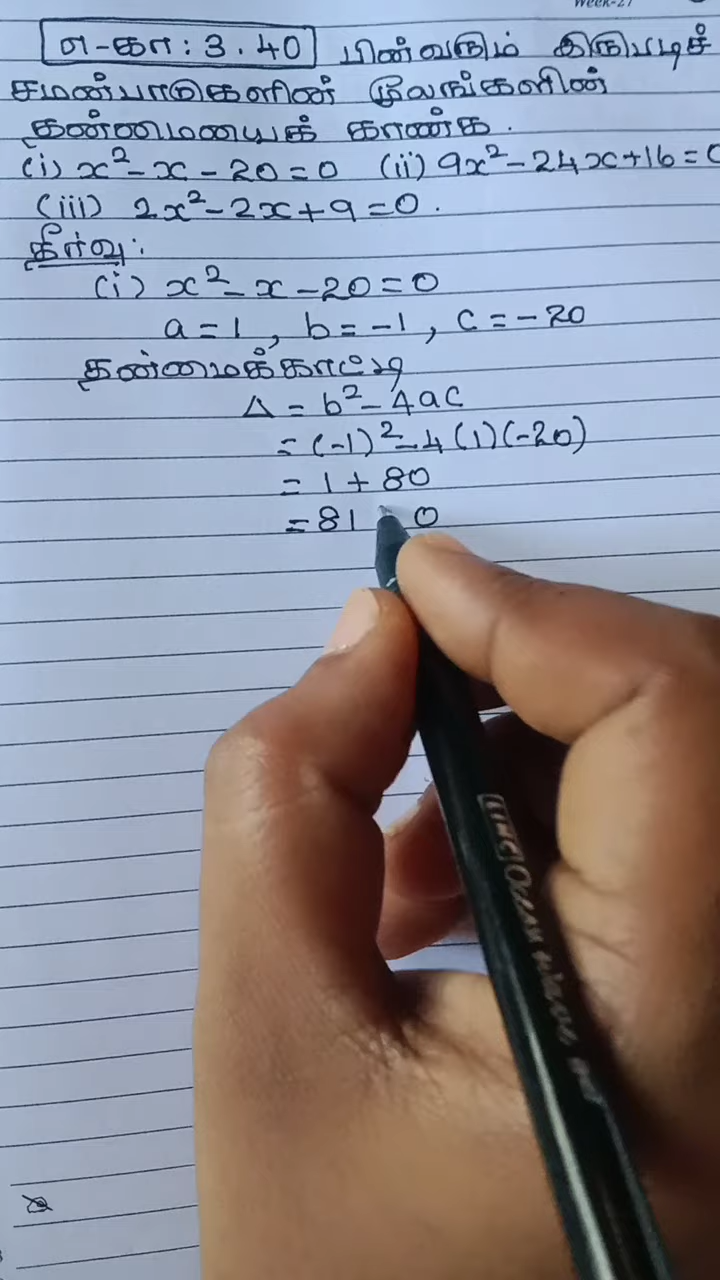 Week-27
எ-கா : 3.40 பின்வரும் இருபடிச்
சமன்பாடுகளின் மூலங்களின்
தன்மையைக் காண்க.
(i) x² - x - 20 = 0 (ii) 9x² - 24x + 16 = 0
(iii) 2x² - 2x + 9 = 0.
தீர்வு:
(i) x² - x - 20 = 0
a = 1, b = -1, c = -20
தன்மைக்காட்டி
Δ = b² - 4ac
= (-1)² - 4(1)(-20)
= 1 + 80
= 81 0